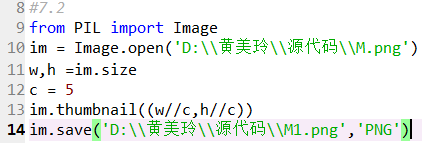 8 #7.2
9 from PIL import Image
10 im = Image.open('D:\\黄美玲\\源代码\\M.png')
11 w,h =im.size
12 c = 5
13 im.thumbnail((w//c,h//c))
14 im.save('D:\\黄美玲\\源代码\\M1.png','PNG')